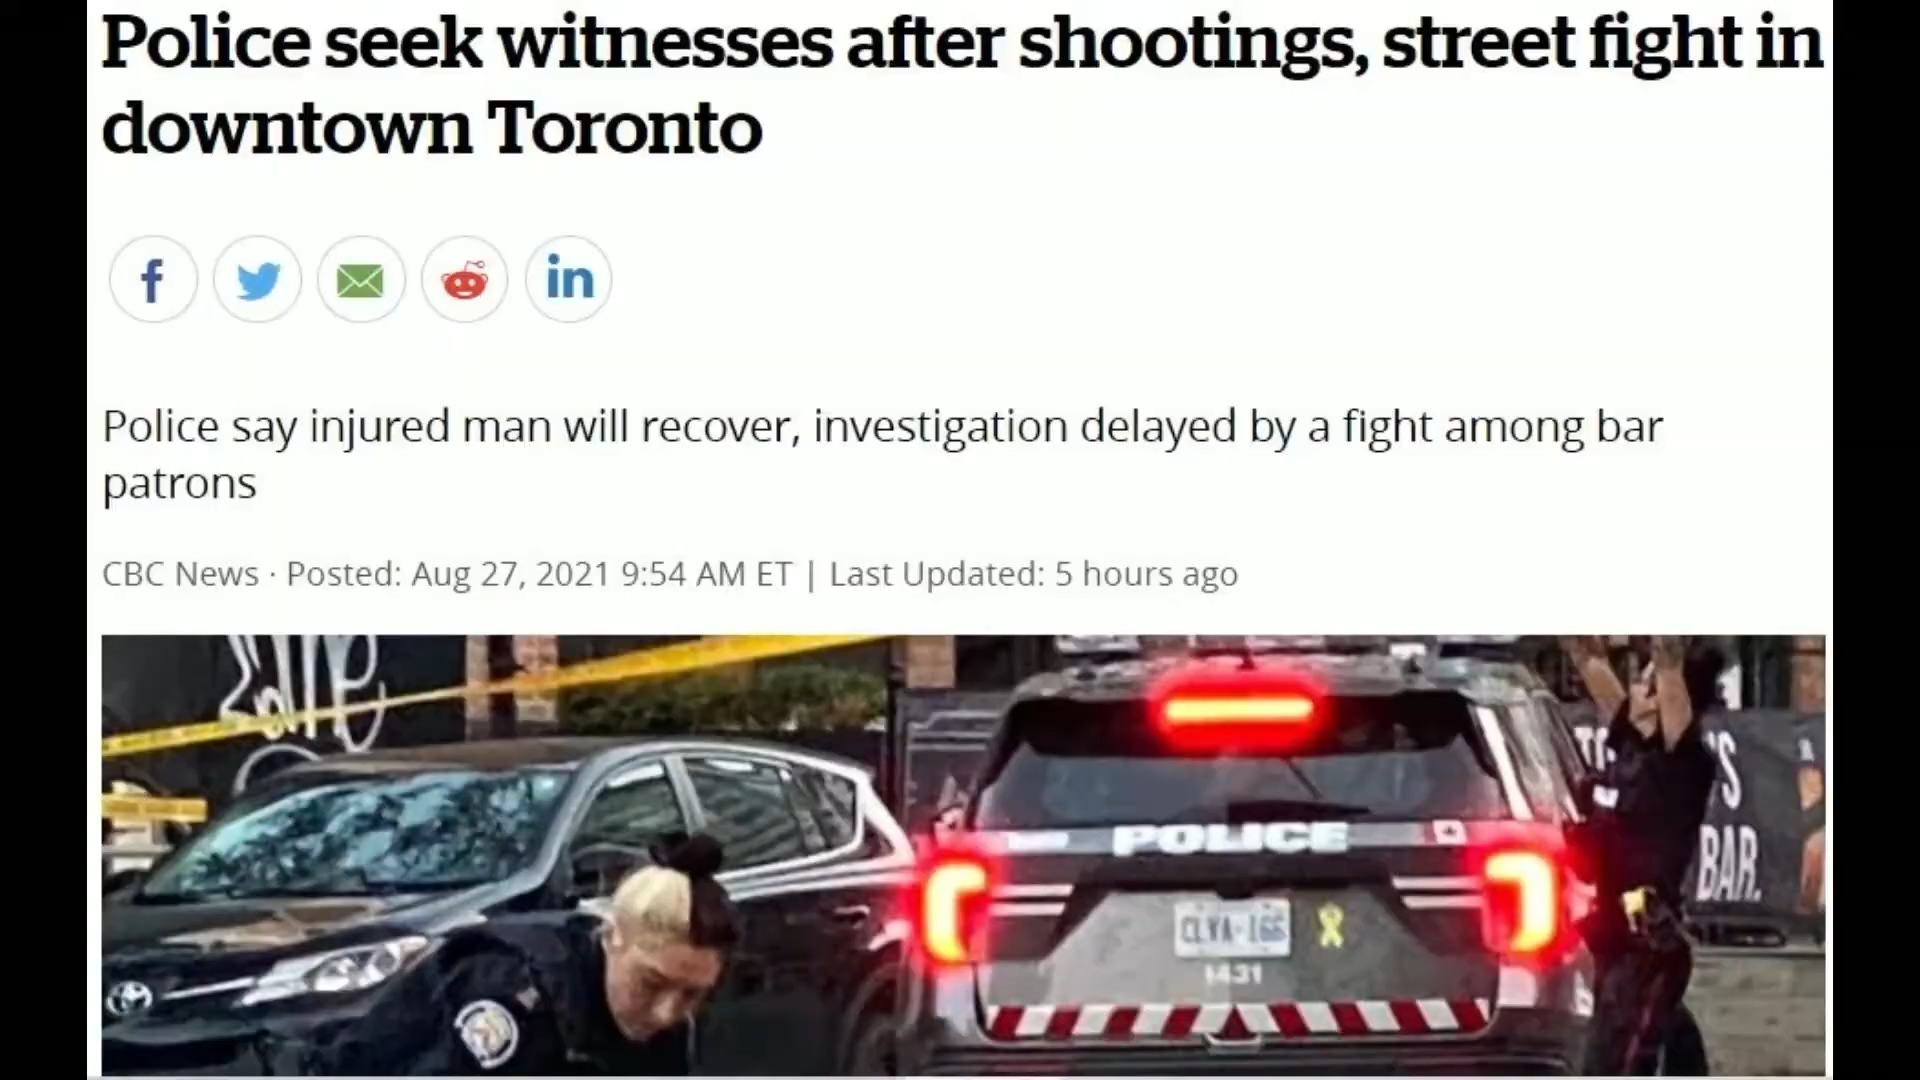 Police seek witnesses after shootings, street fight in
downtown Toronto
Police say injured man will recover, investigation delayed by a fight among bar
patrons
CBC News · Posted: Aug 27, 2021 9:54 AM ET | Last Updated: 5 hours ago
POLICE
1431
'S
BAR.